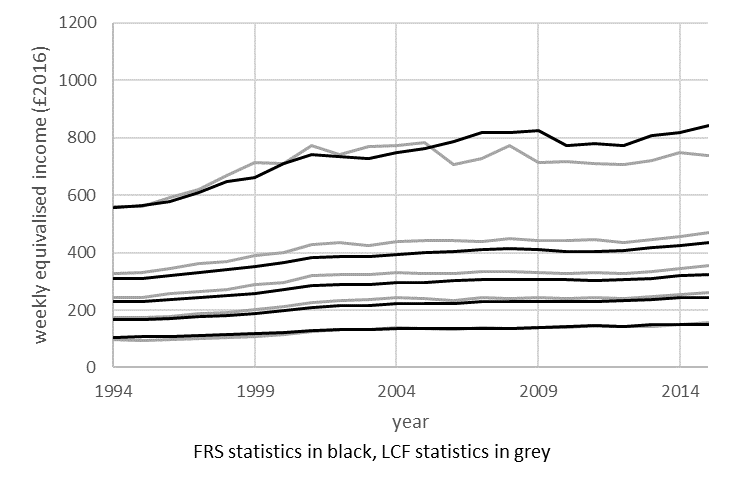 1200
1000
800
600
400
200
0
1994 1999 2004 2009 2014
weekly equivalised income (£2016)
year
FRS statistics in black, LCF statistics in grey